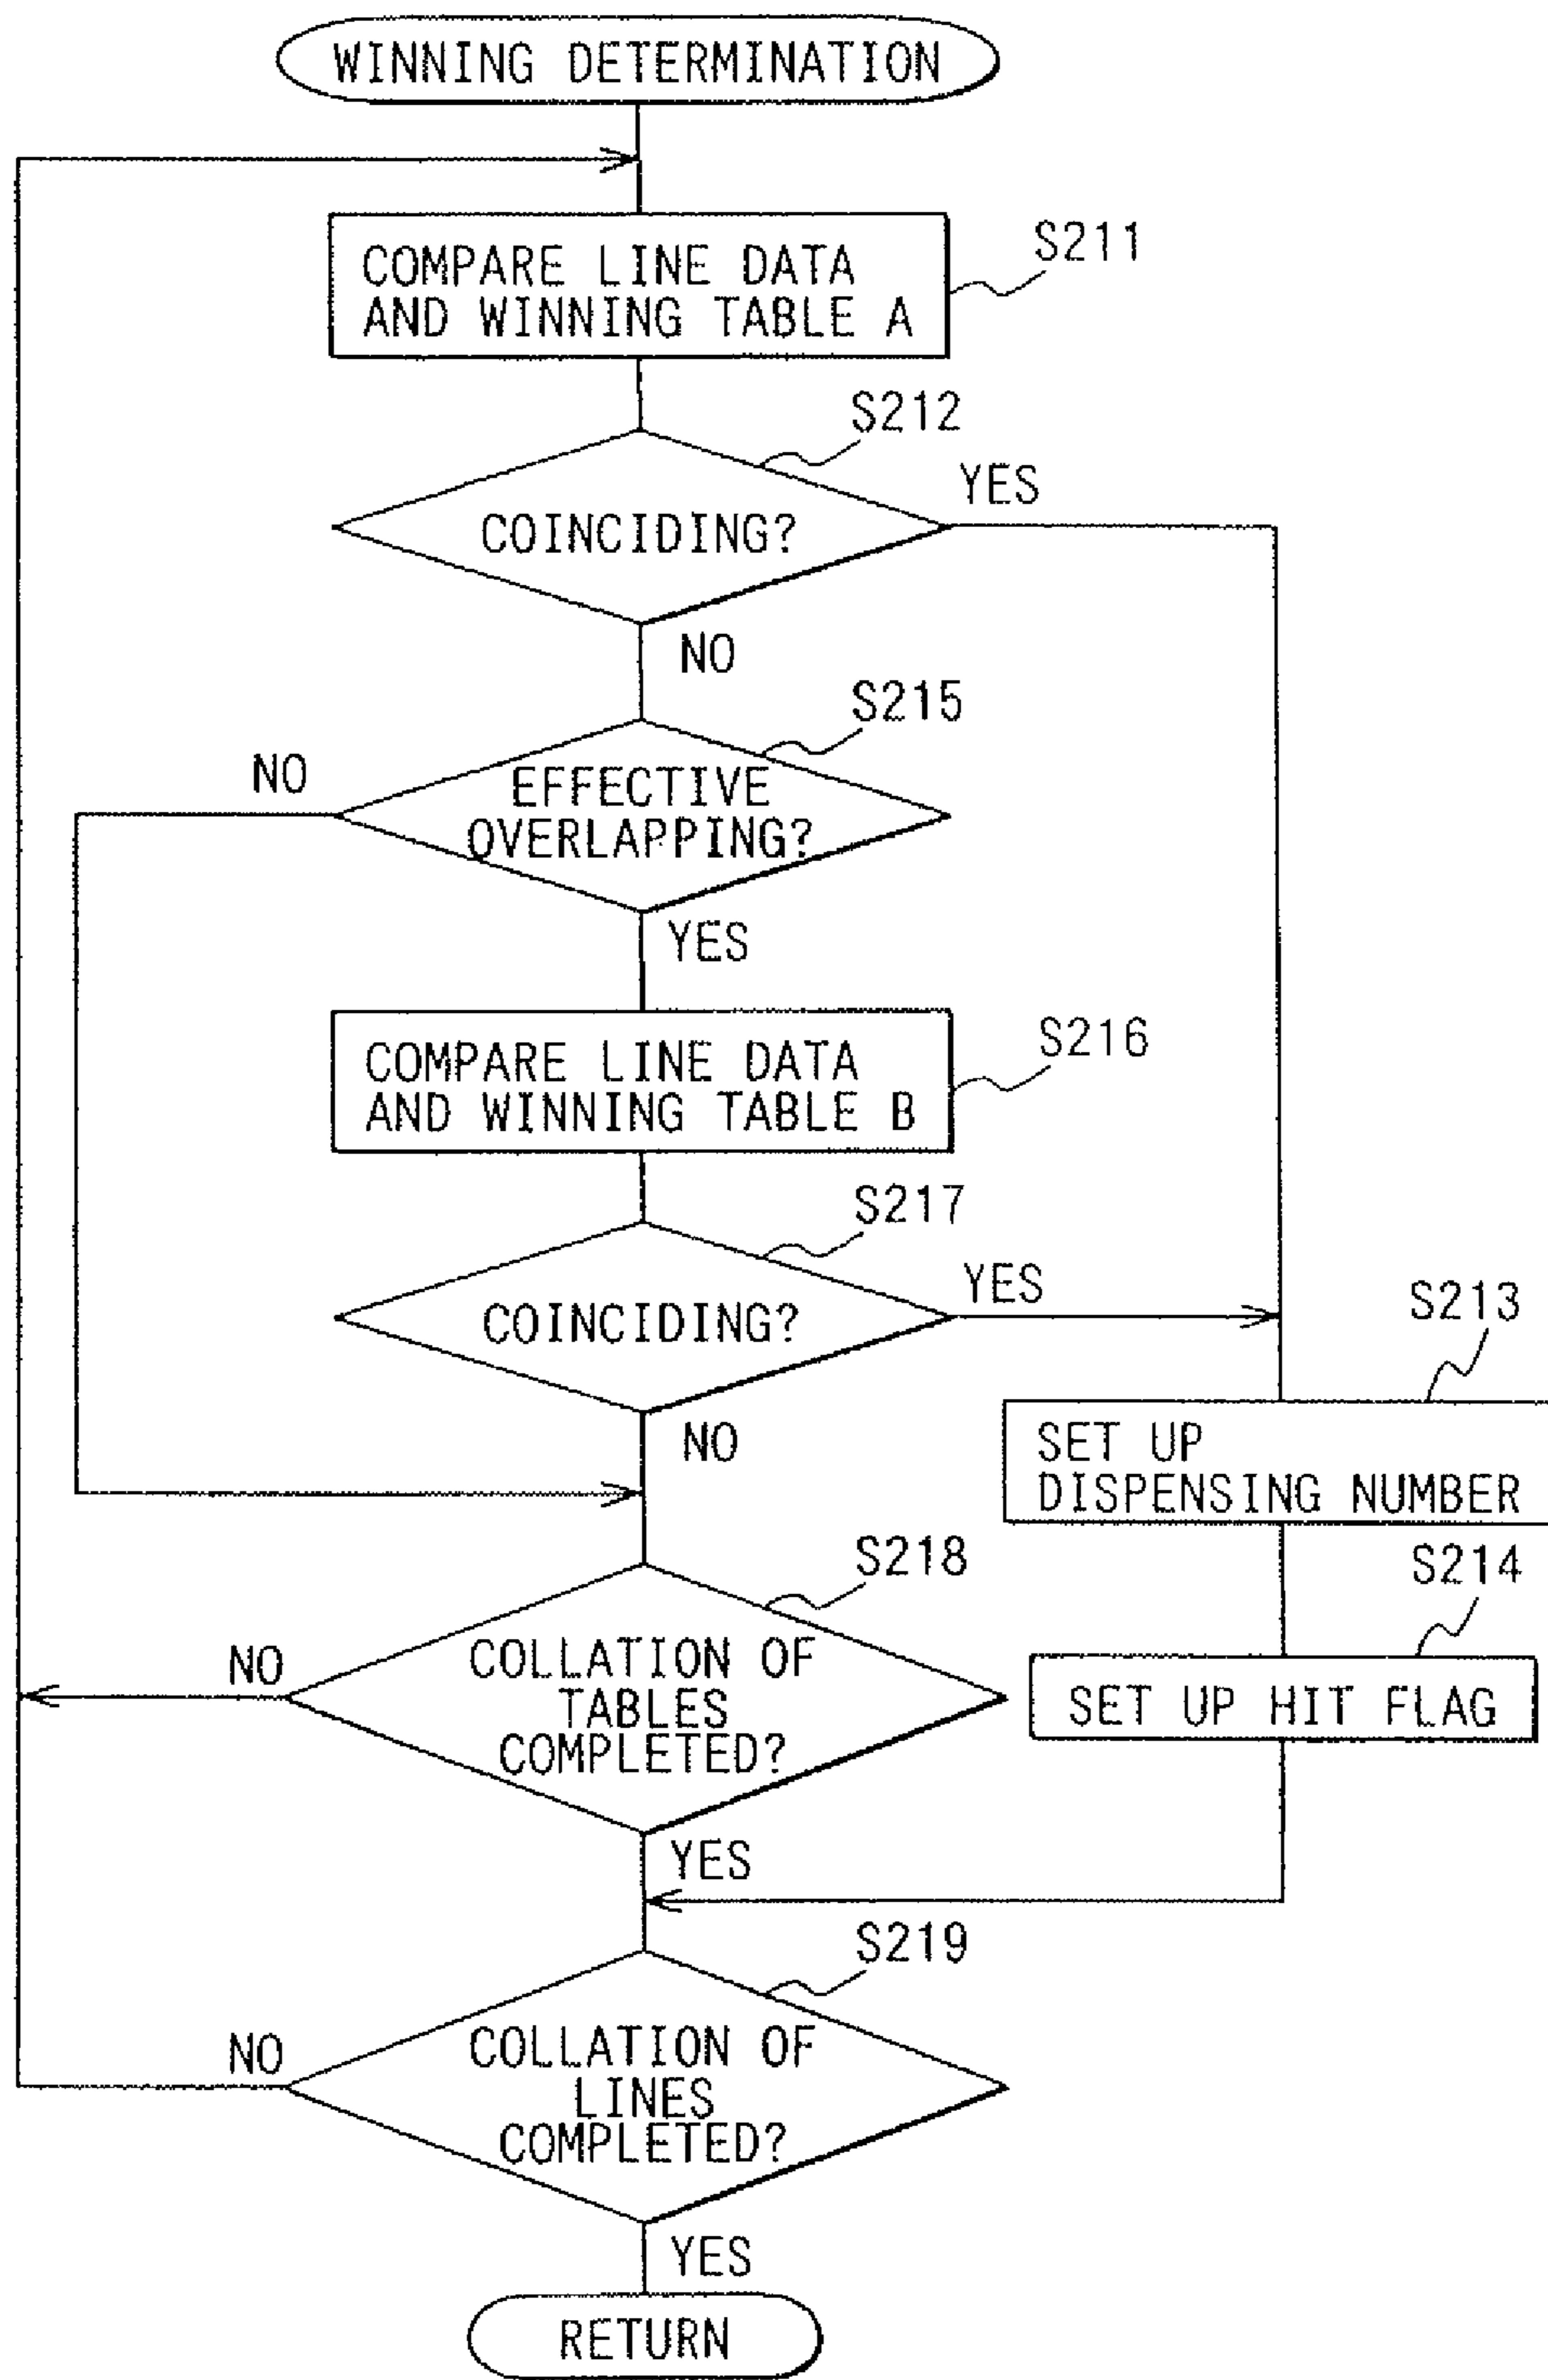 WINNING DETERMINATION
COMPARE LINE DATA
AND WINNING TABLE A
S211
S212
COINCIDING?
YES
NO
S215
EFFECTIVE
OVERLAPPING?
NO
YES
COMPARE LINE DATA
AND WINNING TABLE B
S216
S217
COINCIDING?
YES
NO
S213
SET UP
DISPENSING NUMBER
S214
SET UP HIT FLAG
S218
COLLATION OF
TABLES
COMPLETED?
NO
YES
S219
COLLATION OF
LINES
COMPLETED?
NO
YES
RETURN